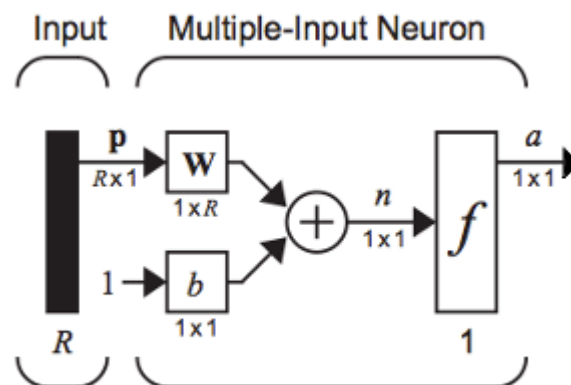 Input Multiple-Input Neuron
p W n a
R x 1 1 x R 1 x 1 f 1 x 1
1 b
1 x 1
R 1